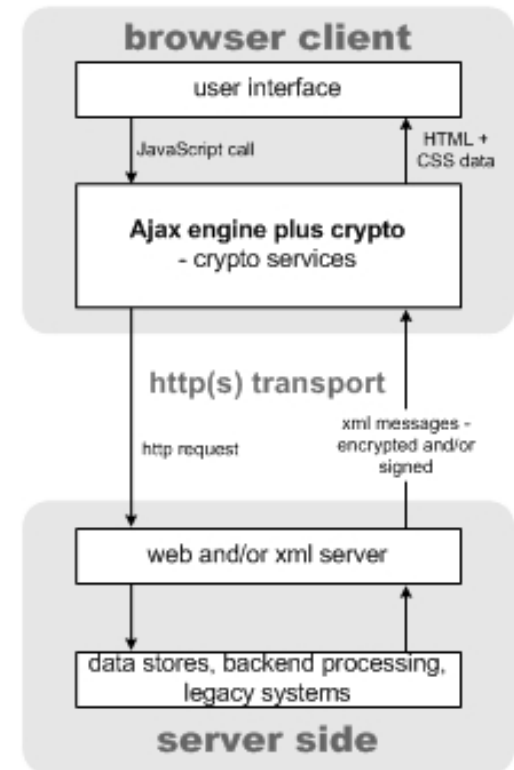 browser client
user interface
JavaScript call
HTML +
CSS data
Ajax engine plus crypto
- crypto services
http(s) transport
http request
xml messages -
encrypted and/or
signed
web and/or xml server
data stores, backend processing,
legacy systems
server side